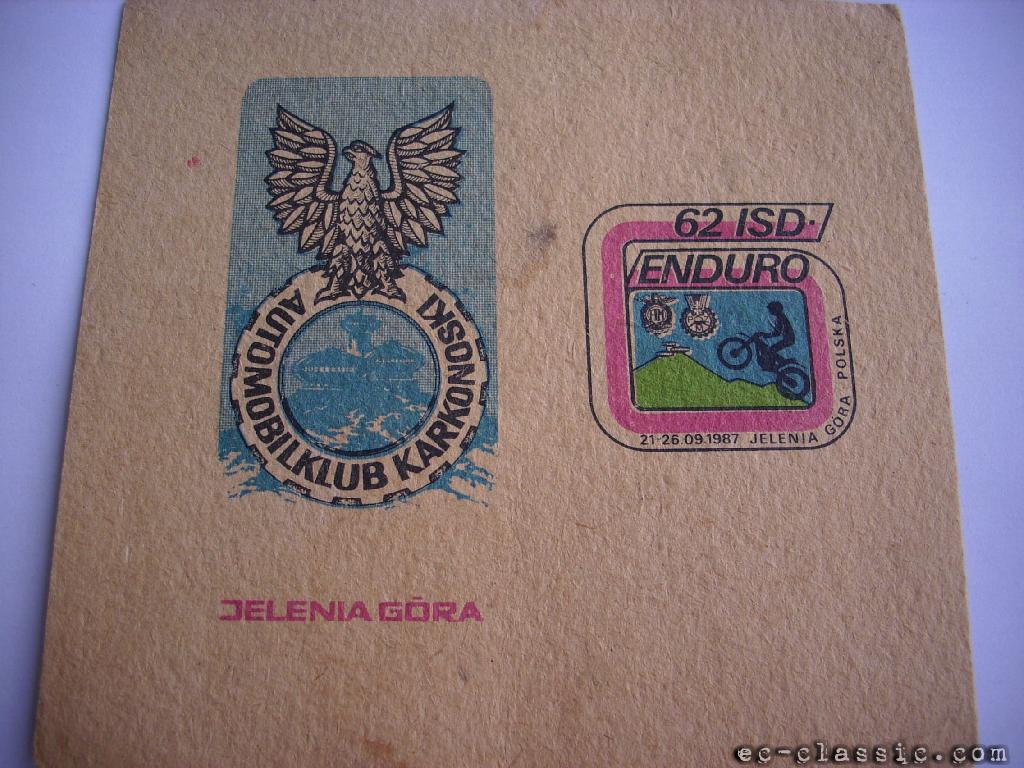 AUTOMOBILKLUB KARKONOSKI
JELENIA GÓRA
62 ISD·
ENDURO
21-26.09.1987 JELENIA GÓRA · POLSKA
ec-classic.com